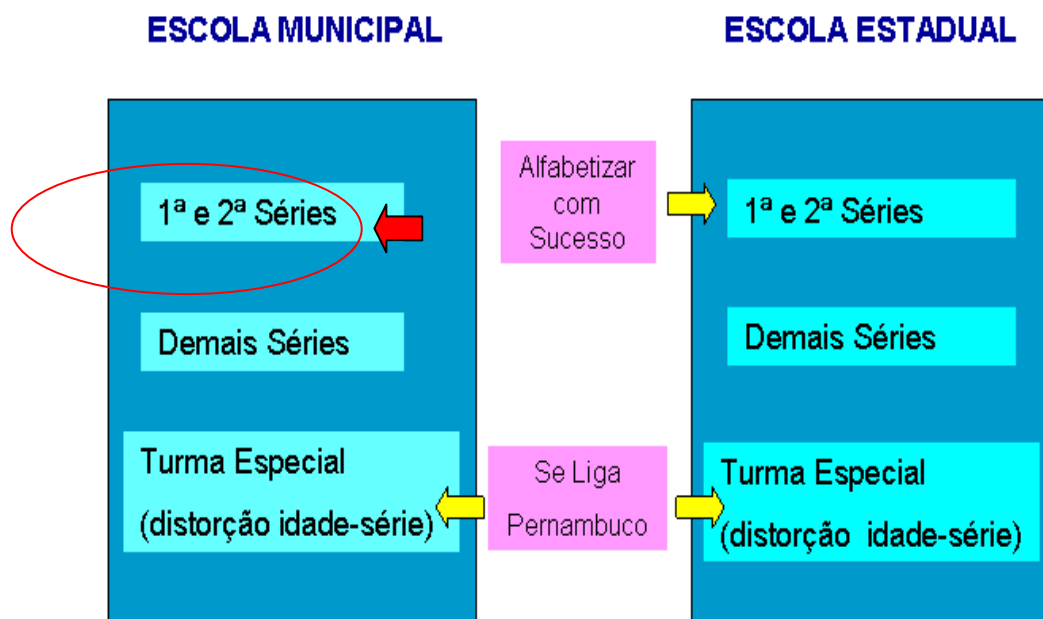 ESCOLA MUNICIPAL
1ª e 2ª Séries
Demais Séries
Turma Especial
(distorção idade-série)
Alfabetizar
com
Sucesso
Se Liga
Pernambuco
ESCOLA ESTADUAL
1ª e 2ª Séries
Demais Séries
Turma Especial
(distorção idade-série)